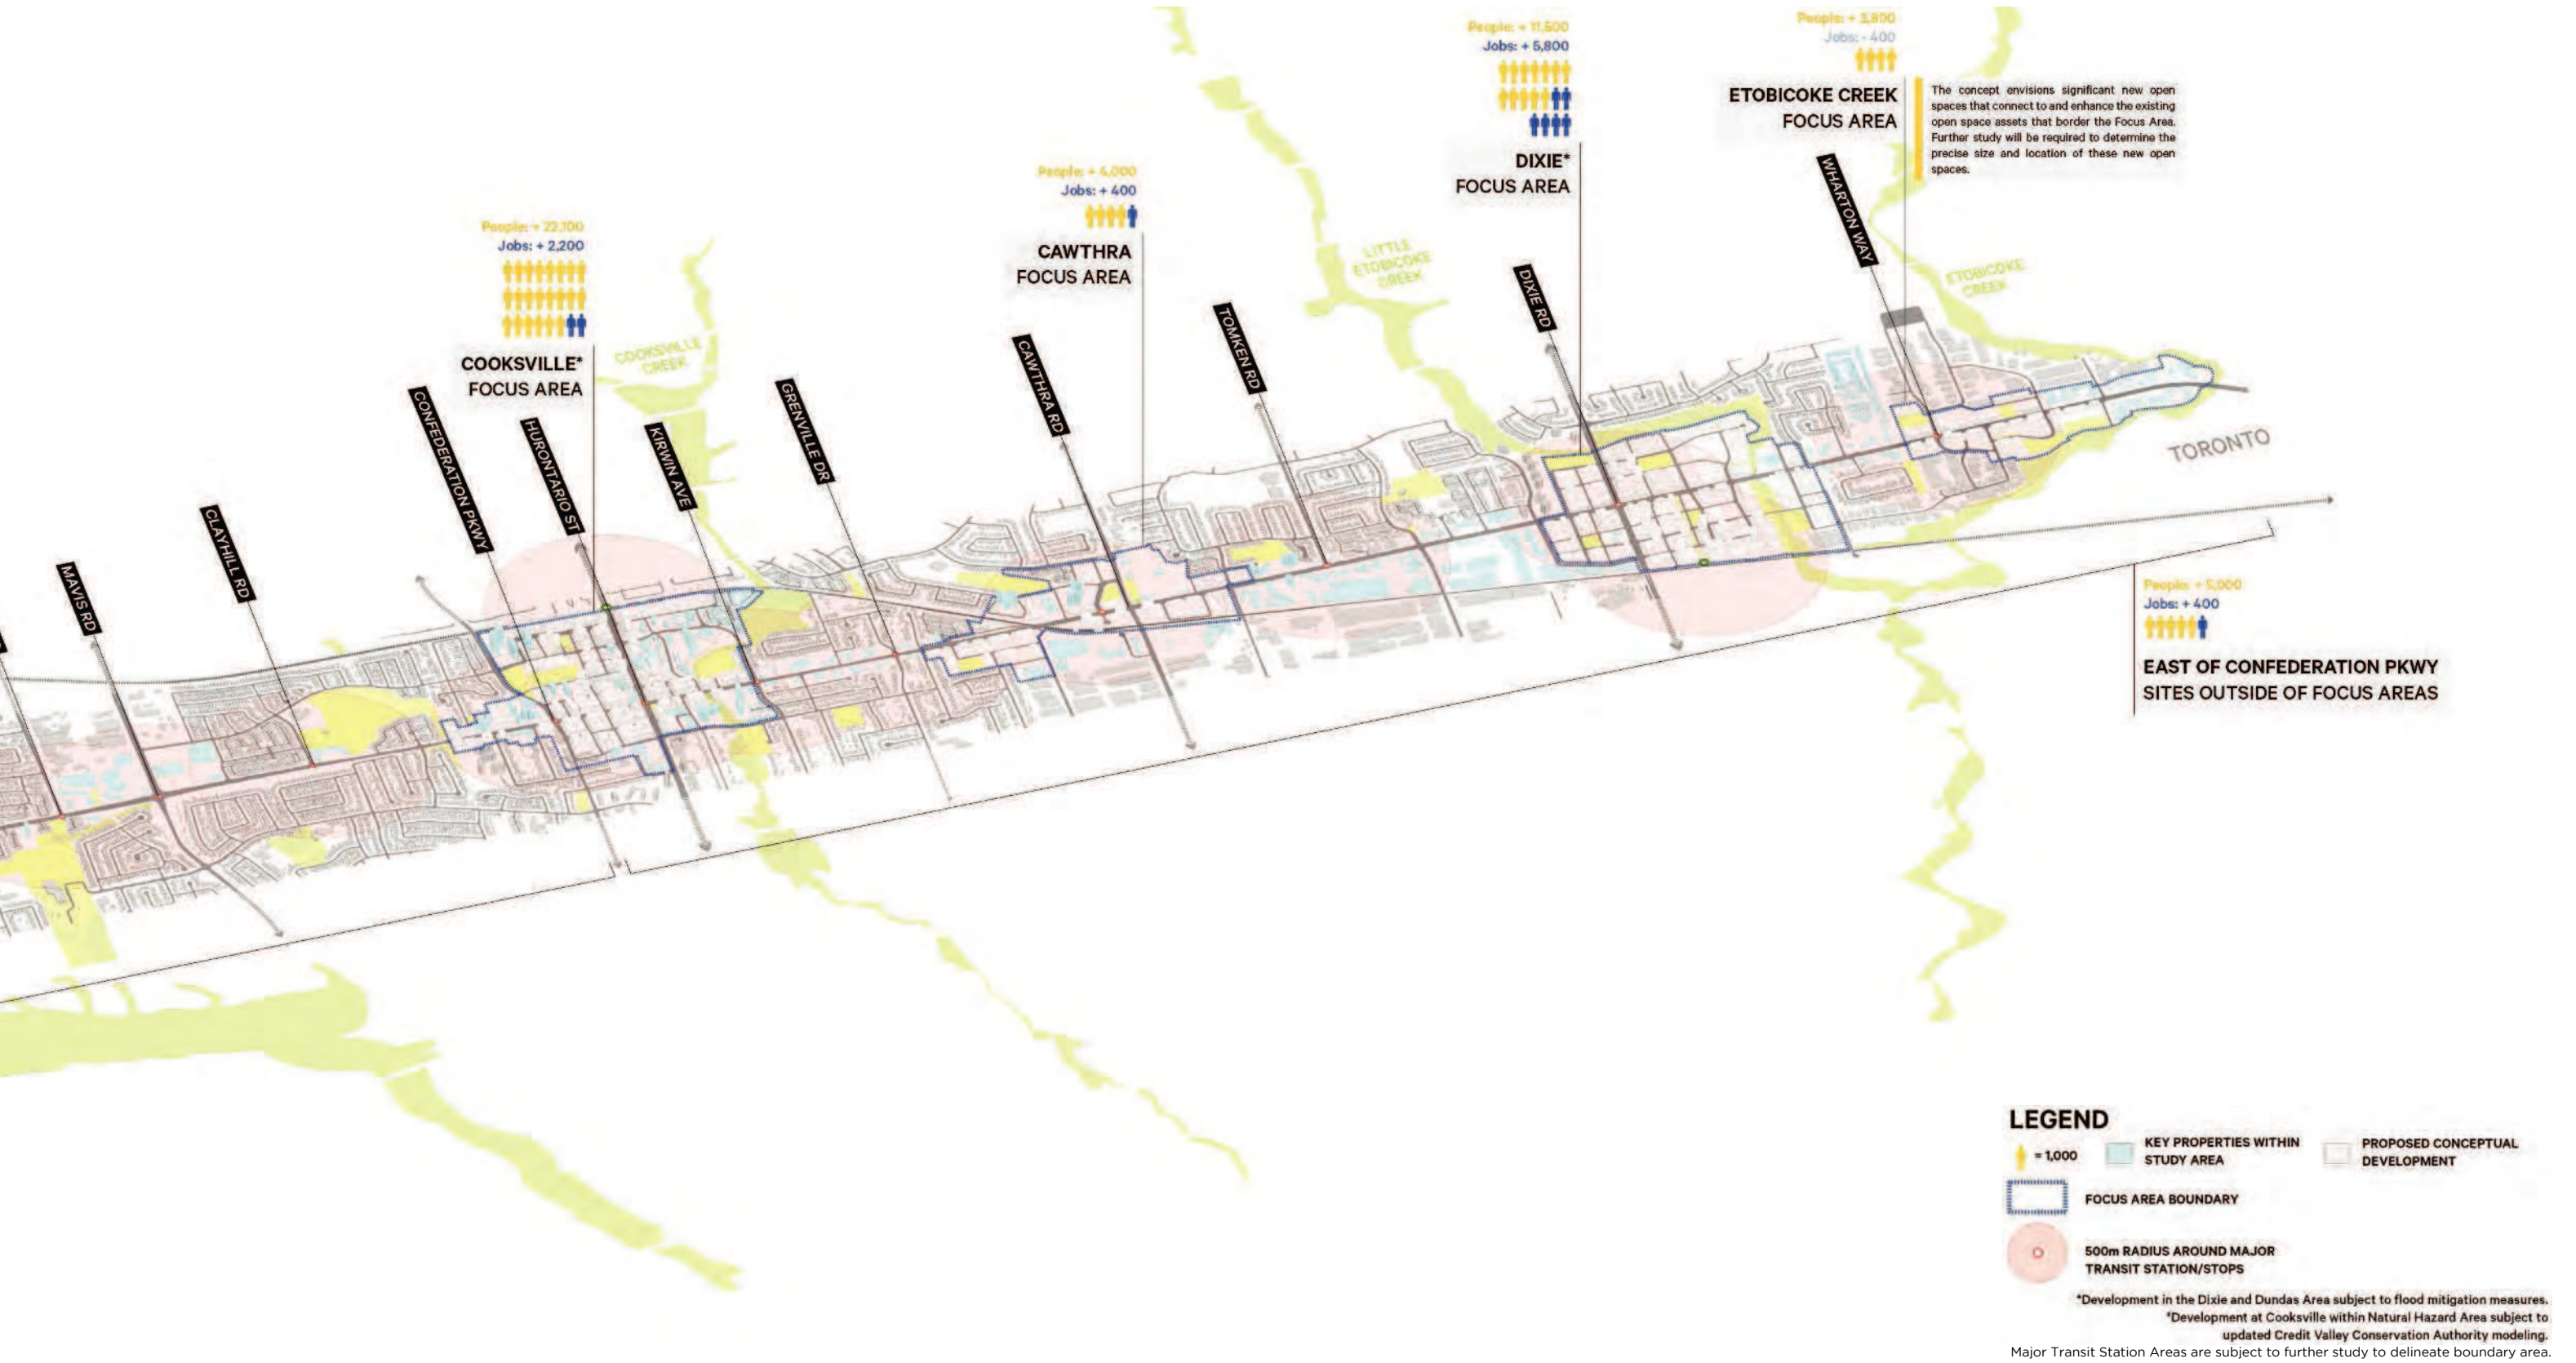 People: + 22,100
Jobs: + 2,200
COOKSVILLE*
FOCUS AREA
People: + 4,000
Jobs: + 400
CAWTHRA
FOCUS AREA
People: + 11,500
Jobs: + 5,800
DIXIE*
FOCUS AREA
People: + 3,800
Jobs: - 400
ETOBICOKE CREEK
FOCUS AREA
The concept envisions significant new open
spaces that connect to and enhance the existing
open space assets that border the Focus Area.
Further study will be required to determine the
precise size and location of these new open
spaces.
MAVIS RD
CLAYHILL RD
CONFEDERATION PKWY
HURONTARIO ST
KIRWIN AVE
GRENVILLE DR
CAWTHRA RD
TOMKEN RD
DIXIE RD
WHARTON WAY
COOKSVILLE
CREEK
LITTLE
ETOBICOKE
CREEK
ETOBICOKE
CREEK
TORONTO
People: + 5,000
Jobs: + 400
EAST OF CONFEDERATION PKWY
SITES OUTSIDE OF FOCUS AREAS
LEGEND
= 1,000
KEY PROPERTIES WITHIN
STUDY AREA
PROPOSED CONCEPTUAL
DEVELOPMENT
FOCUS AREA BOUNDARY
500m RADIUS AROUND MAJOR
TRANSIT STATION/STOPS
*Development in the Dixie and Dundas Area subject to flood mitigation measures.
*Development at Cooksville within Natural Hazard Area subject to
updated Credit Valley Conservation Authority modeling.
Major Transit Station Areas are subject to further study to delineate boundary area.